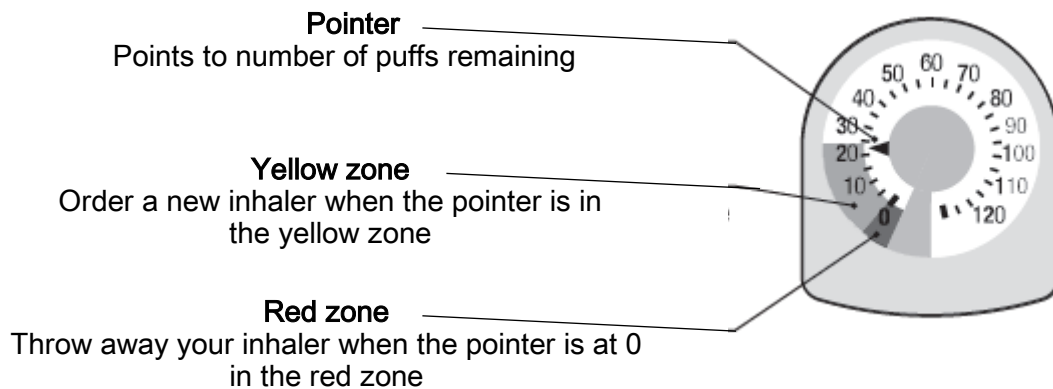 Pointer
Points to number of puffs remaining
Yellow zone
Order a new inhaler when the pointer is in
the yellow zone
Red zone
Throw away your inhaler when the pointer is at 0
in the red zone
0
10
20
30
40
50
60
70
80
90
100
110
120